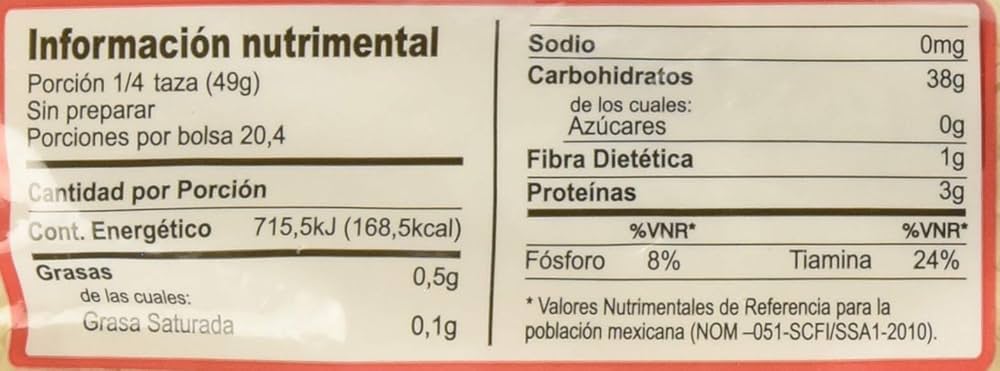 Información nutrimental
Porción 1/4 taza (49g)
Sin preparar
Porciones por bolsa 20,4
Cantidad por Porción
Cont. Energético 715,5kJ (168,5kcal)
Grasas 0,5g
de las cuales:
Grasa Saturada 0,1g
Sodio 0mg
Carbohidratos 38g
de los cuales:
Azúcares 0g
Fibra Dietética 1g
Proteínas 3g
%VNR* %VNR*
Fósforo 8% Tiamina 24%
* Valores Nutrimentales de Referencia para la
población mexicana (NOM –051-SCFI/SSA1-2010).